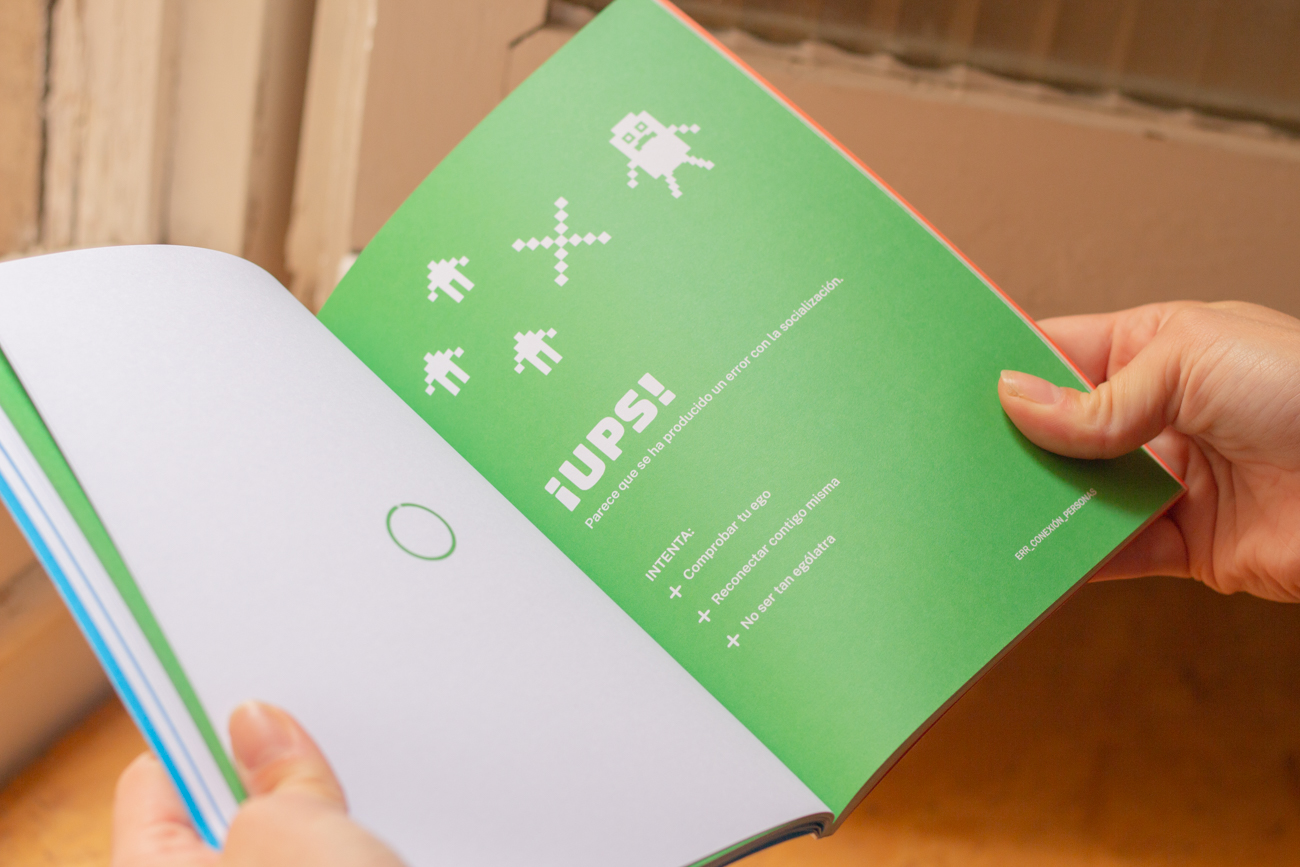 ¡UPS!
Parece que se ha producido un error con la socialización.
INTENTA:
+ Comprobar tu ego
+ Reconectar contigo misma
+ No ser tan ególatra
ERR_CONEXIÓN_PERSONAS